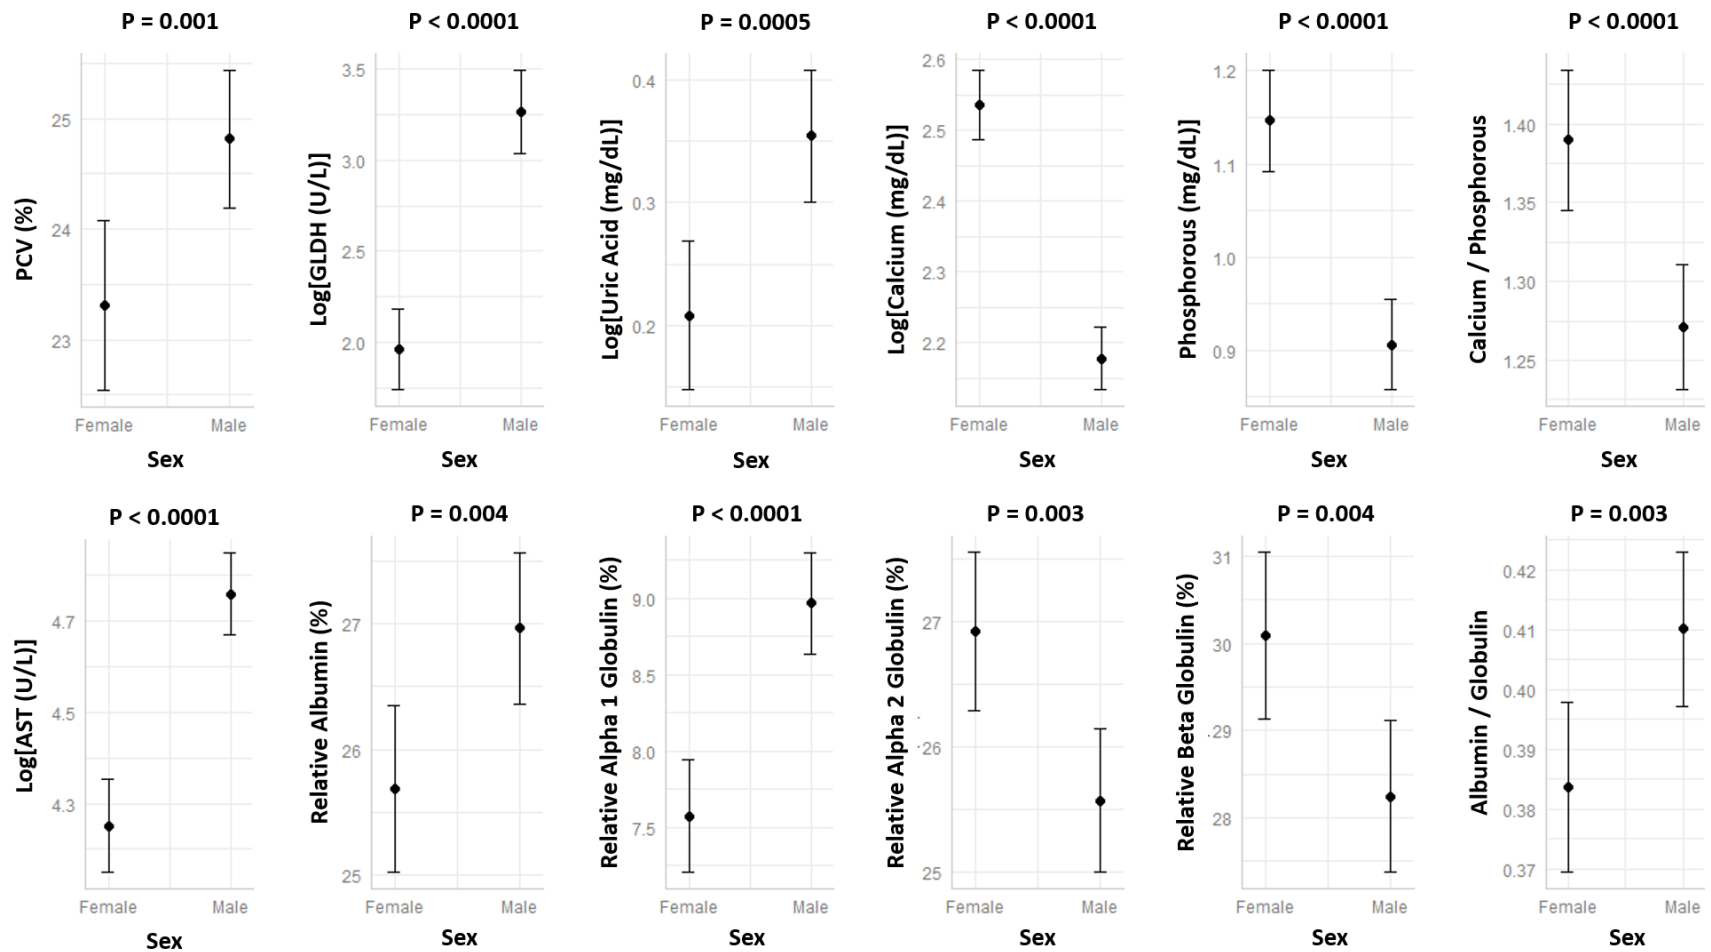 P = 0.001
PCV (%)
25
24
23
Female Male
Sex
P < 0.0001
Log[GLDH (U/L)]
3.5
3.0
2.5
2.0
Female Male
Sex
P = 0.0005
Log[Uric Acid (mg/dL)]
0.4
0.3
0.2
Female Male
Sex
P < 0.0001
Log[Calcium (mg/dL)]
2.6
2.5
2.4
2.3
2.2
Female Male
Sex
P < 0.0001
Phosphorous (mg/dL)]
1.2
1.1
1.0
0.9
Female Male
Sex
P < 0.0001
Calcium / Phosphorous
1.40
1.35
1.30
1.25
Female Male
Sex
P < 0.0001
Log[AST (U/L)]
4.7
4.5
4.3
Female Male
Sex
P = 0.004
Relative Albumin (%)
27
26
25
Female Male
Sex
P < 0.0001
Relative Alpha 1 Globulin (%)
9.0
8.5
8.0
7.5
Female Male
Sex
P = 0.003
Relative Alpha 2 Globulin (%)
27
26
25
Female Male
Sex
P = 0.004
Relative Beta Globulin (%)
31
30
29
28
Female Male
Sex
P = 0.003
Albumin / Globulin
0.42
0.41
0.40
0.39
0.38
0.37
Female Male
Sex